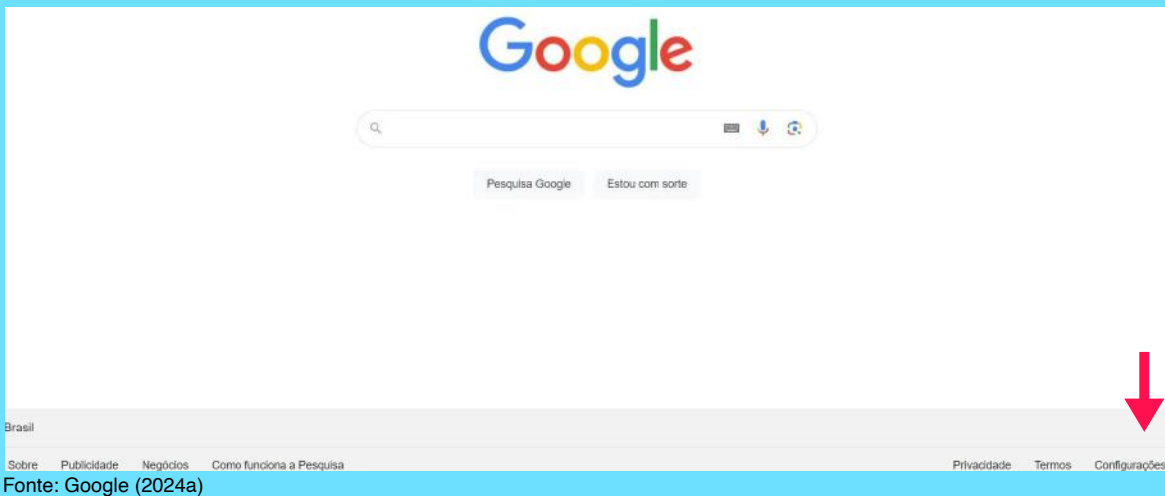 Google
Pesquisa Google Estou com sorte
Brasil
Sobre Publicidade Negócios Como funciona a Pesquisa Privacidade Termos Configurações
Fonte: Google (2024a)